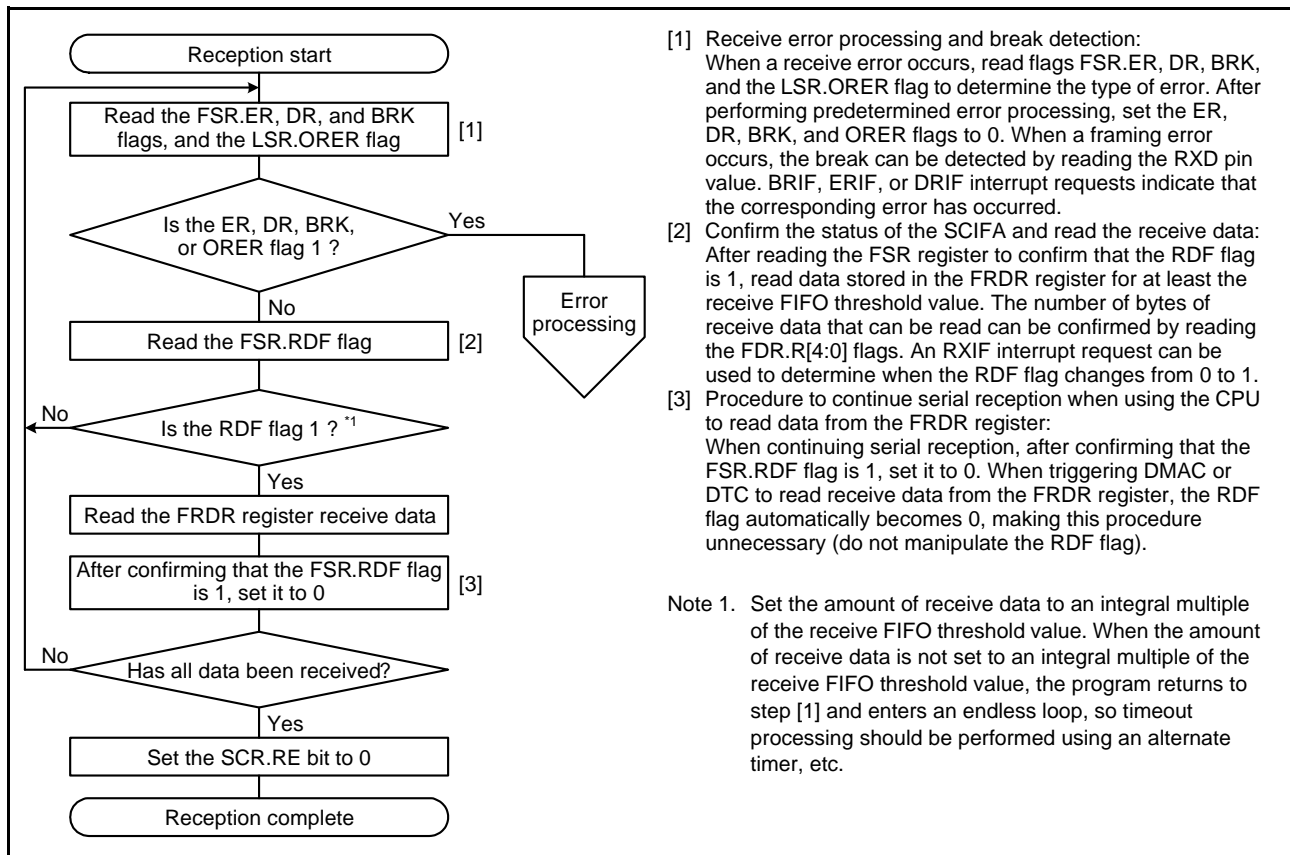 Reception start
Read the FSR.ER, DR, and BRK
flags, and the LSR.ORER flag
[1]
Is the ER, DR, BRK,
or ORER flag 1 ?
Yes
No
Error
processing
Read the FSR.RDF flag
[2]
No
Is the RDF flag 1 ? *1
Yes
Read the FRDR register receive data
After confirming that the FSR.RDF flag
is 1, set it to 0
[3]
No
Has all data been received?
Yes
Set the SCR.RE bit to 0
Reception complete
[1] Receive error processing and break detection:
When a receive error occurs, read flags FSR.ER, DR, BRK,
and the LSR.ORER flag to determine the type of error. After
performing predetermined error processing, set the ER,
DR, BRK, and ORER flags to 0. When a framing error
occurs, the break can be detected by reading the RXD pin
value. BRIF, ERIF, or DRIF interrupt requests indicate that
the corresponding error has occurred.
[2] Confirm the status of the SCIFA and read the receive data:
After reading the FSR register to confirm that the RDF flag
is 1, read data stored in the FRDR register for at least the
receive FIFO threshold value. The number of bytes of
receive data that can be read can be confirmed by reading
the FDR.R[4:0] flags. An RXIF interrupt request can be
used to determine when the RDF flag changes from 0 to 1.
[3] Procedure to continue serial reception when using the CPU
to read data from the FRDR register:
When continuing serial reception, after confirming that the
FSR.RDF flag is 1, set it to 0. When triggering DMAC or
DTC to read receive data from the FRDR register, the RDF
flag automatically becomes 0, making this procedure
unnecessary (do not manipulate the RDF flag).
Note 1. Set the amount of receive data to an integral multiple
of the receive FIFO threshold value. When the amount
of receive data is not set to an integral multiple of the
receive FIFO threshold value, the program returns to
step [1] and enters an endless loop, so timeout
processing should be performed using an alternate
timer, etc.